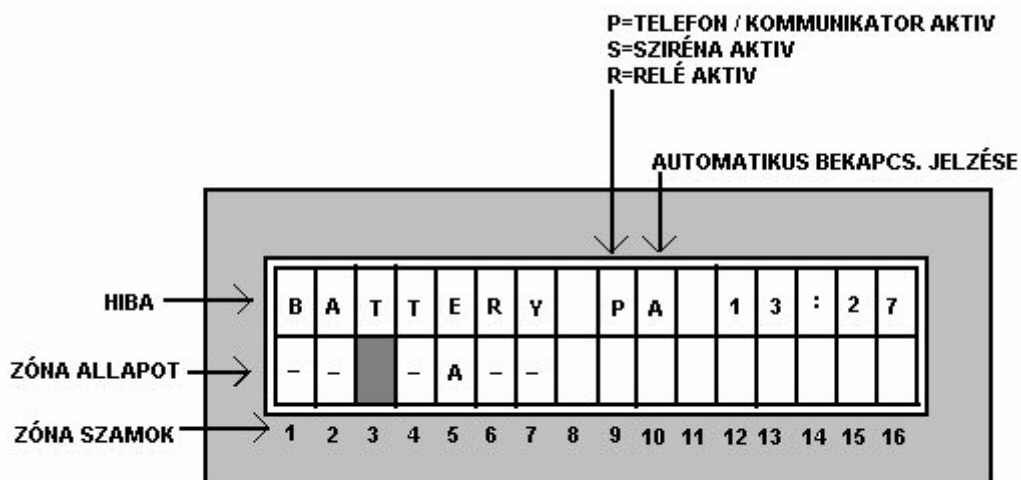 P=TELEFON / KOMMUNIKATOR AKTIV
S=SZIRÉNA AKTIV
R=RELÉ AKTIV
AUTOMATIKUS BEKAPCS. JELZÉSE
HIBA B A T T E R Y P A 1 3 : 2 7
ZÓNA ALLAPOT - - - A - -
ZÓNA SZAMOK 1 2 3 4 5 6 7 8 9 10 11 12 13 14 15 16